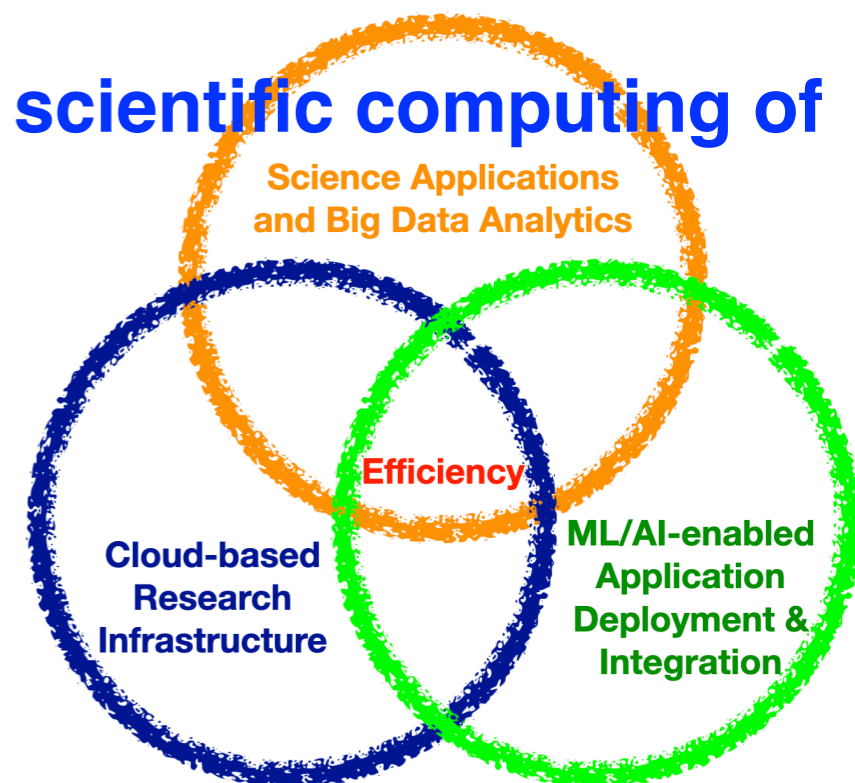 scientific computing of
Science Applications
and Big Data Analytics
Efficiency
Cloud-based
Research
Infrastructure
ML/AI-enabled
Application
Deployment &
Integration